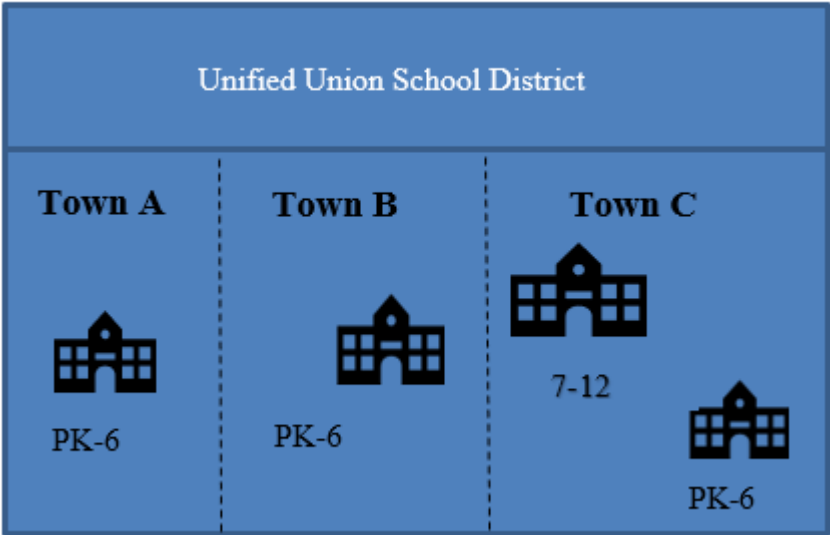 Unified Union School District
Town A
Town B
Town C
PK-6
PK-6
7-12
PK-6